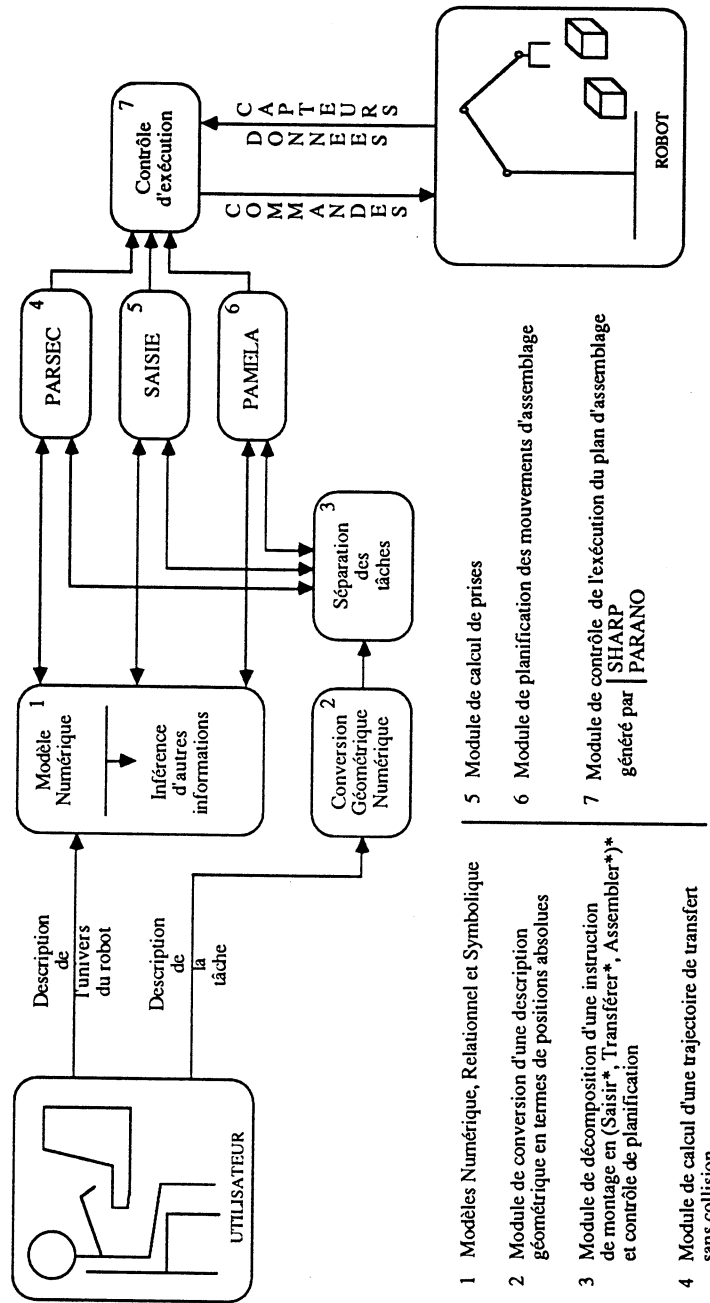 UTILISATEUR
Description
de
l'univers
du robot
Description
de
la
tâche
1
Modèle
Numérique
Inférence
d'autres
informations
2
Conversion
Géométrique
Numérique
3
Séparation
des
tâches
4
PARSEC
5
SAISIE
6
PAMELA
7
Contrôle
d'exécution
COMMANDES
DONNEES
CAPTEURS
ROBOT
1 Modèles Numérique, Relationnel et Symbolique
2 Module de conversion d'une description
géométrique en termes de positions absolues
3 Module de décomposition d'une instruction
de montage en (Saisir*, Transférer*, Assembler*)*
et contrôle de planification
4 Module de calcul d'une trajectoire de transfert
sans collision
5 Module de calcul de prises
6 Module de planification des mouvements d'assemblage
7 Module de contrôle de l'exécution du plan d'assemblage
généré par | SHARP
PARANO